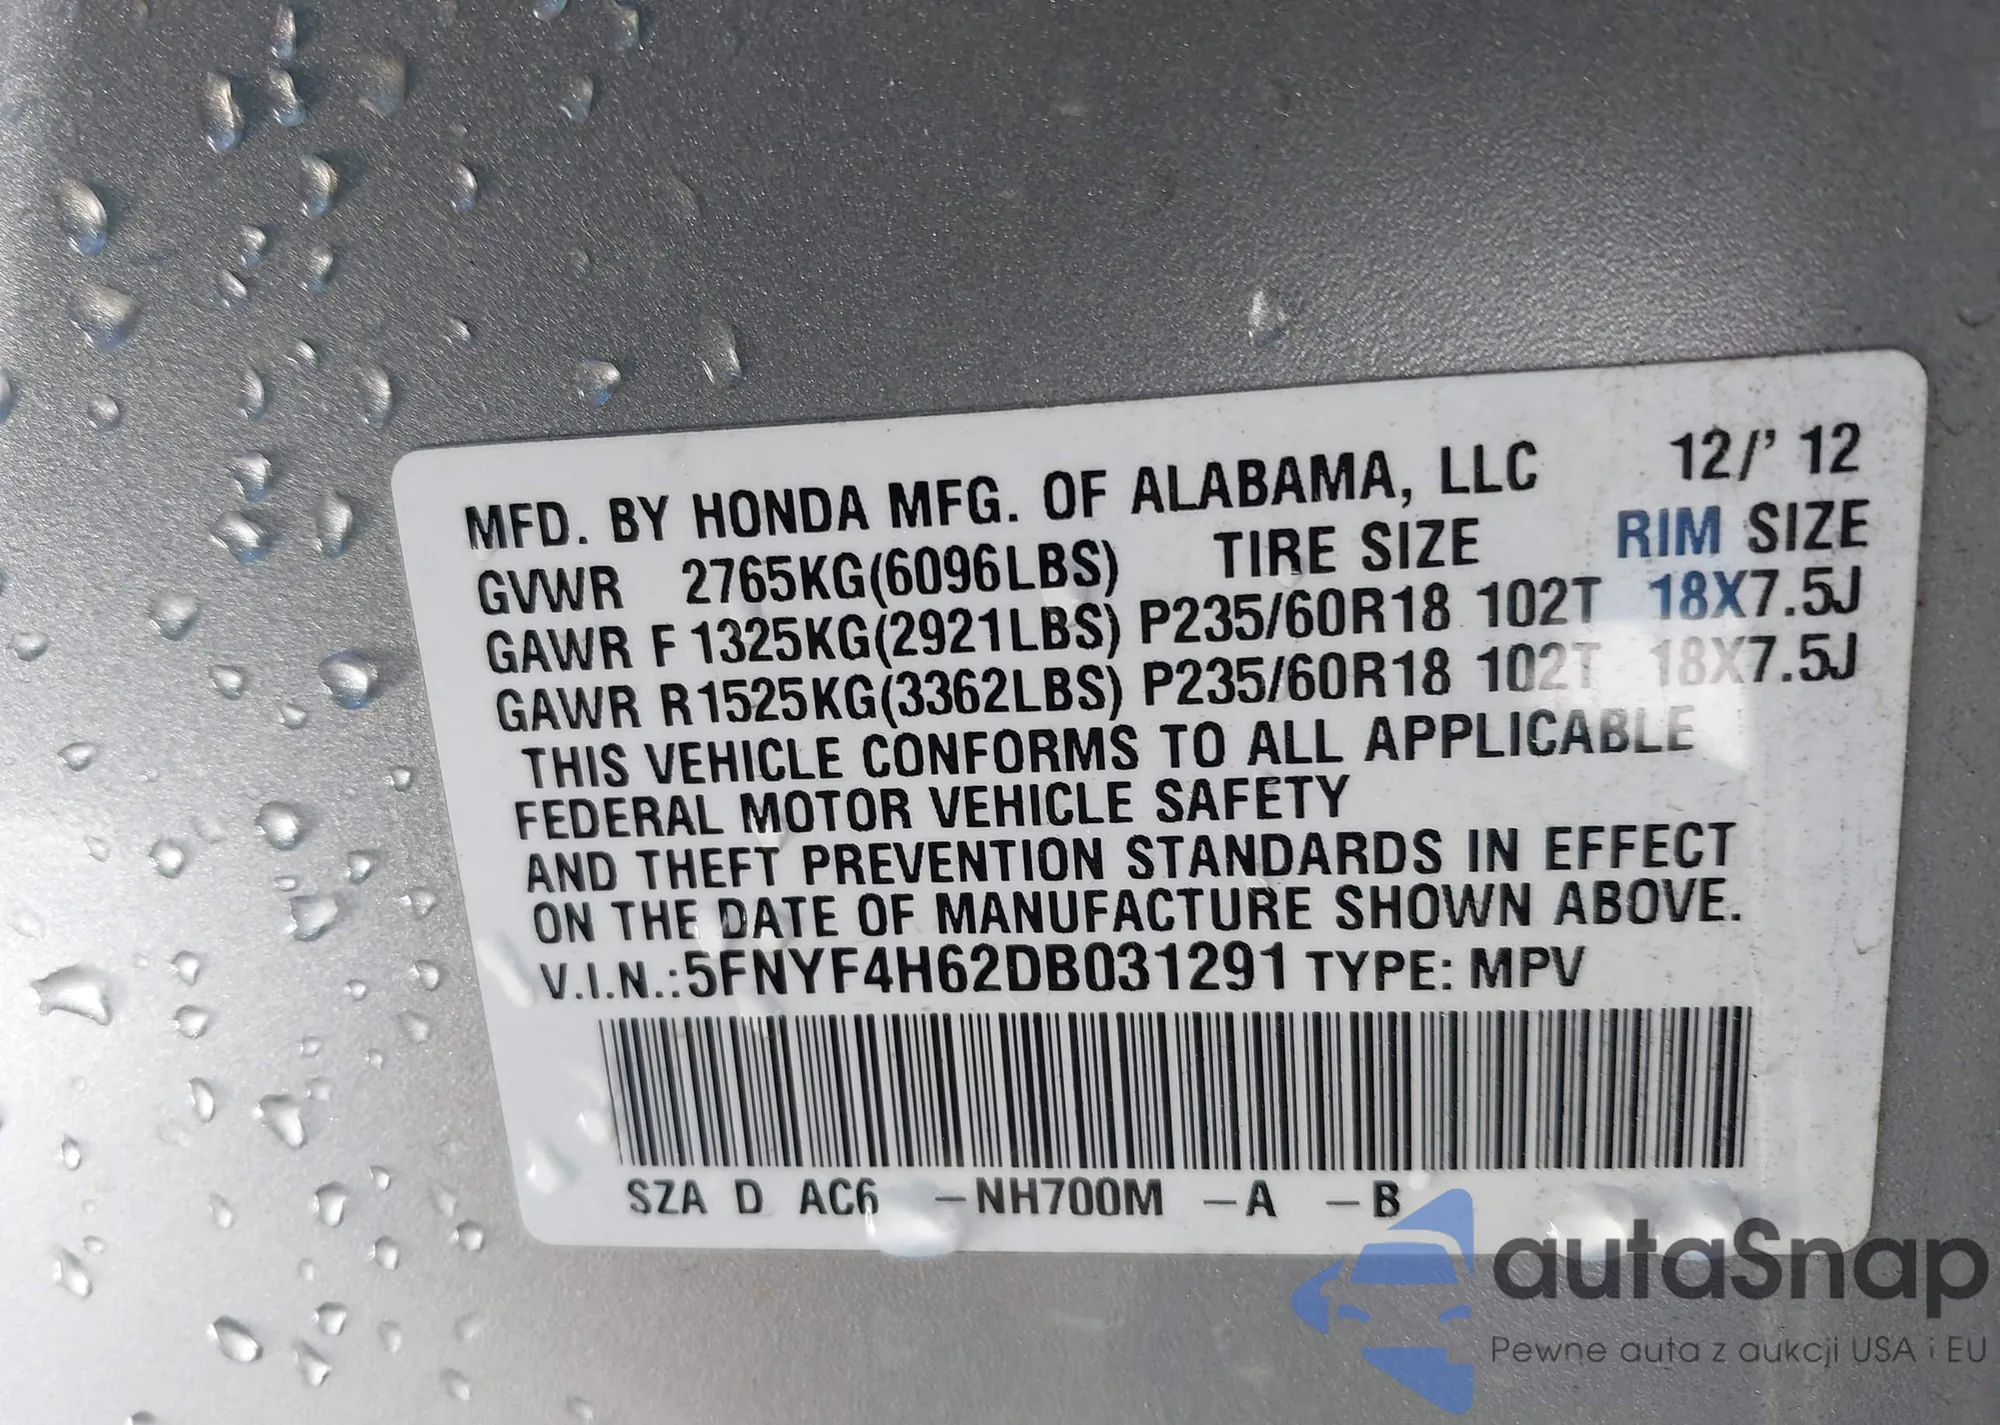 MFD. BY HONDA MFG. OF ALABAMA, LLC 12/' 12
GVWR 2765KG(6096LBS) TIRE SIZE RIM SIZE
GAWR F 1325KG(2921LBS) P235/60R18 102T 18X7.5J
GAWR R1525KG(3362LBS) P235/60R18 102T 18X7.5J
THIS VEHICLE CONFORMS TO ALL APPLICABLE
FEDERAL MOTOR VEHICLE SAFETY
AND THEFT PREVENTION STANDARDS IN EFFECT
ON THE DATE OF MANUFACTURE SHOWN ABOVE.
V.I.N.:5FNYF4H62DB031291 TYPE: MPV
SZA D AC6 -NH700M -A -B
autaSnap
Pewne auta z aukcji USA i EU